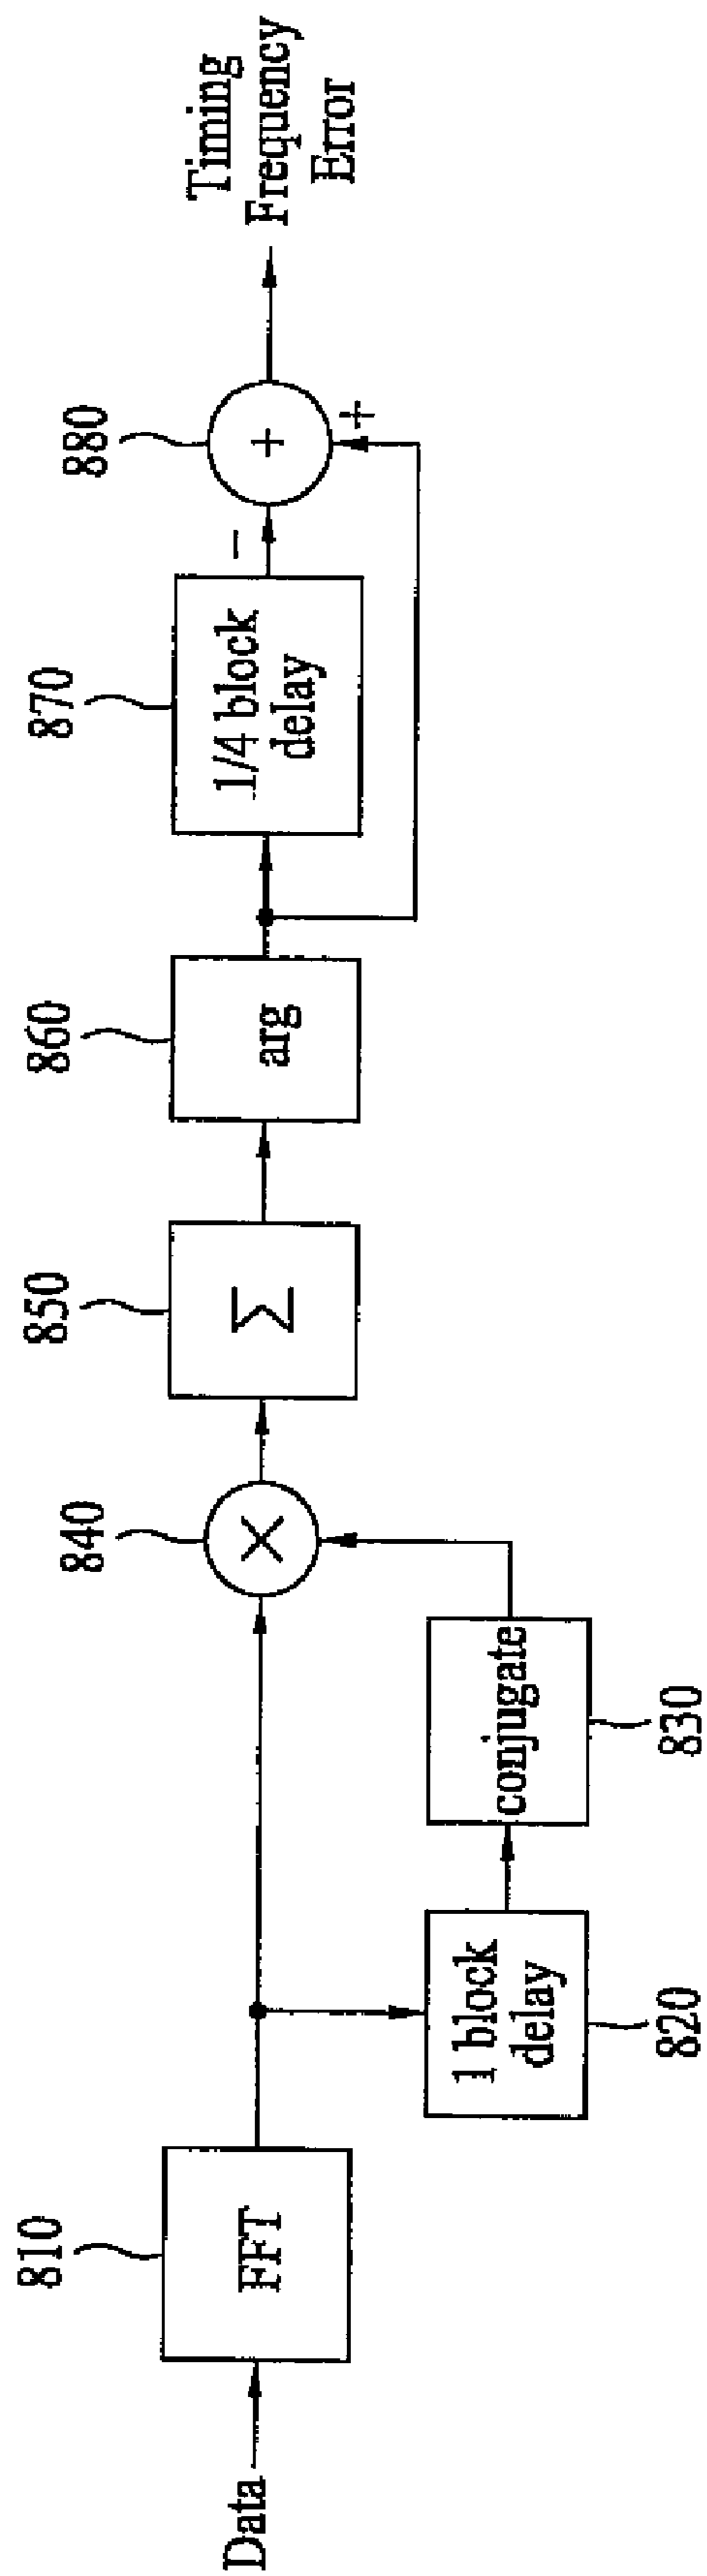 Data
810
FFT
1 block
delay
820
conjugate
830
840
×
850
Σ
860
arg
870
1/4 block
delay
−
+
880
+
Timing
Frequency
Error